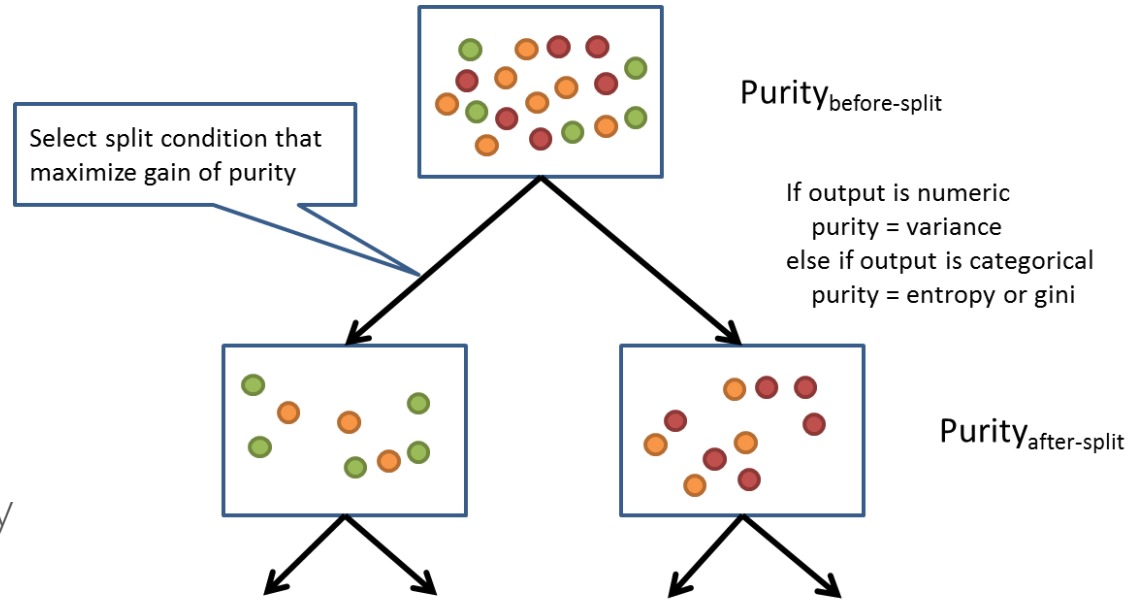 Purity before-split
Select split condition that
maximize gain of purity
If output is numeric
purity = variance
else if output is categorical
purity = entropy or gini
Purity after-split
y